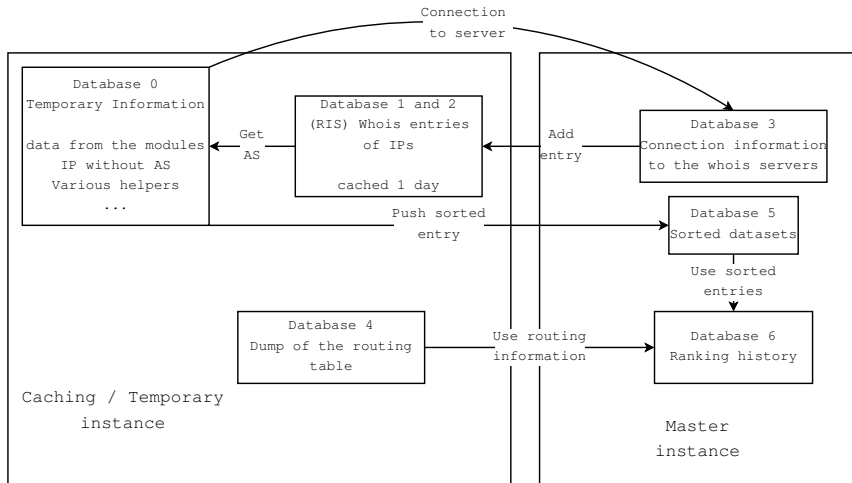 Connection
to server
Database 0
Temporary Information
data from the modules
IP without AS
Various helpers
...
Get
AS
Database 1 and 2
(RIS) Whois entries
of IPs
cached 1 day
Add
entry
Database 3
Connection information
to the whois servers
Push sorted
entry
Database 5
Sorted datasets
Use sorted
entries
Database 4
Dump of the routing
table
Use routing
information
Database 6
Ranking history
Caching / Temporary
instance
Master
instance